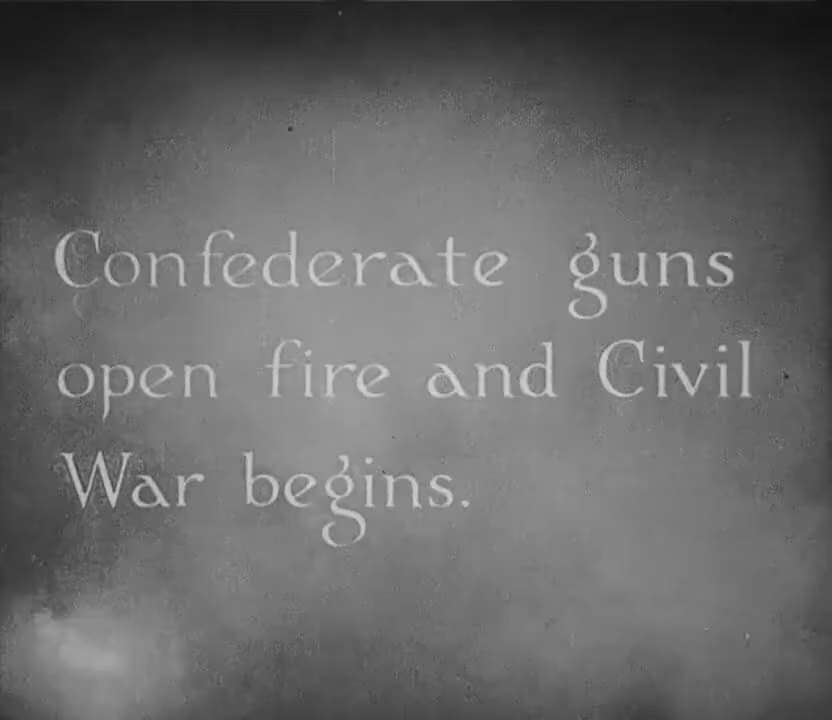 Confederate guns
open fire and Civil
War begins.